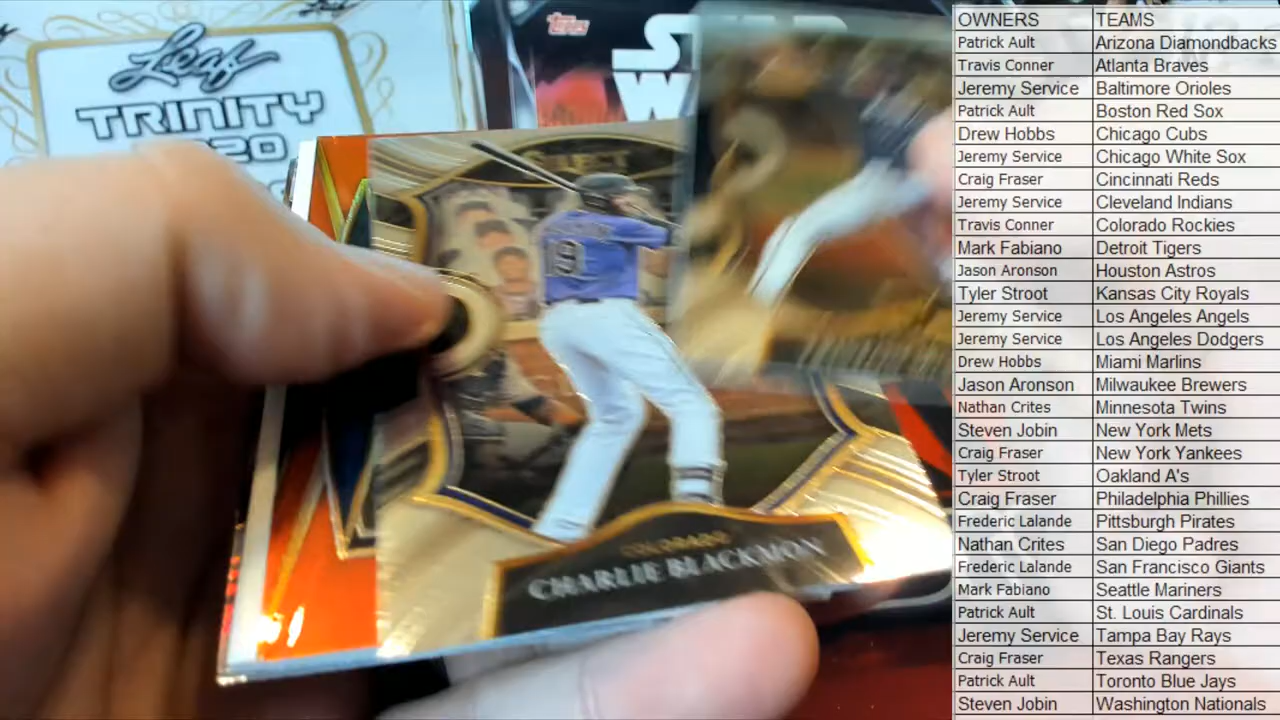 Leaf
TRINITY
2020
topps
STAR
W
SELECT
19
COLORADO
CHARLIE BLACKMON
OWNERS TEAMS
Patrick Ault Arizona Diamondbacks
Travis Conner Atlanta Braves
Jeremy Service Baltimore Orioles
Patrick Ault Boston Red Sox
Drew Hobbs Chicago Cubs
Jeremy Service Chicago White Sox
Craig Fraser Cincinnati Reds
Jeremy Service Cleveland Indians
Travis Conner Colorado Rockies
Mark Fabiano Detroit Tigers
Jason Aronson Houston Astros
Tyler Stroot Kansas City Royals
Jeremy Service Los Angeles Angels
Jeremy Service Los Angeles Dodgers
Drew Hobbs Miami Marlins
Jason Aronson Milwaukee Brewers
Nathan Crites Minnesota Twins
Steven Jobin New York Mets
Craig Fraser New York Yankees
Tyler Stroot Oakland A's
Craig Fraser Philadelphia Phillies
Frederic Lalande Pittsburgh Pirates
Nathan Crites San Diego Padres
Frederic Lalande San Francisco Giants
Mark Fabiano Seattle Mariners
Patrick Ault St. Louis Cardinals
Jeremy Service Tampa Bay Rays
Craig Fraser Texas Rangers
Patrick Ault Toronto Blue Jays
Steven Jobin Washington Nationals